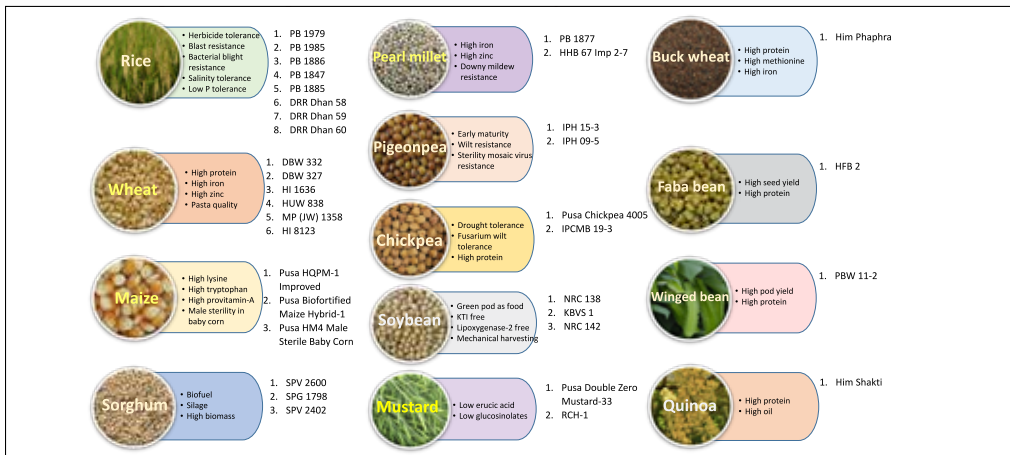 Rice
• Herbicide tolerance
• Blast resistance
• Bacterial blight
resistance
• Salinity tolerance
• Low P tolerance
1. PB 1979
2. PB 1985
3. PB 1886
4. PB 1847
5. PB 1885
6. DRR Dhan 58
7. DRR Dhan 59
8. DRR Dhan 60
Wheat
• High protein
• High iron
• High zinc
• Pasta quality
1. DBW 332
2. DBW 327
3. HI 1636
4. HUW 838
5. MP (JW) 1358
6. HI 8123
Maize
• High lysine
• High tryptophan
• High provitamin-A
• Male sterility in
baby corn
1. Pusa HQPM-1
Improved
2. Pusa Biofortified
Maize Hybrid-1
3. Pusa HM4 Male
Sterile Baby Corn
Sorghum
• Biofuel
• Silage
• High biomass
1. SPV 2600
2. SPG 1798
3. SPV 2402
Pearl millet
• High iron
• High zinc
• Downy mildew
resistance
1. PB 1877
2. HHB 67 Imp 2-7
Pigeonpea
• Early maturity
• Wilt resistance
• Sterility mosaic virus
resistance
1. IPH 15-3
2. IPH 09-5
Chickpea
• Drought tolerance
• Fusarium wilt
tolerance
• High protein
1. Pusa Chickpea 4005
2. IPCMB 19-3
Soybean
• Green pod as food
• KTI free
• Lipoxygenase-2 free
• Mechanical harvesting
1. NRC 138
2. KBVS 1
3. NRC 142
Mustard
• Low erucic acid
• Low glucosinolates
1. Pusa Double Zero
Mustard-33
2. RCH-1
Buck wheat
• High protein
• High methionine
• High iron
1. Him Phaphra
Faba bean
• High seed yield
• High protein
1. HFB 2
Winged bean
• High pod yield
• High protein
1. PBW 11-2
Quinoa
• High protein
• High oil
1. Him Shakti